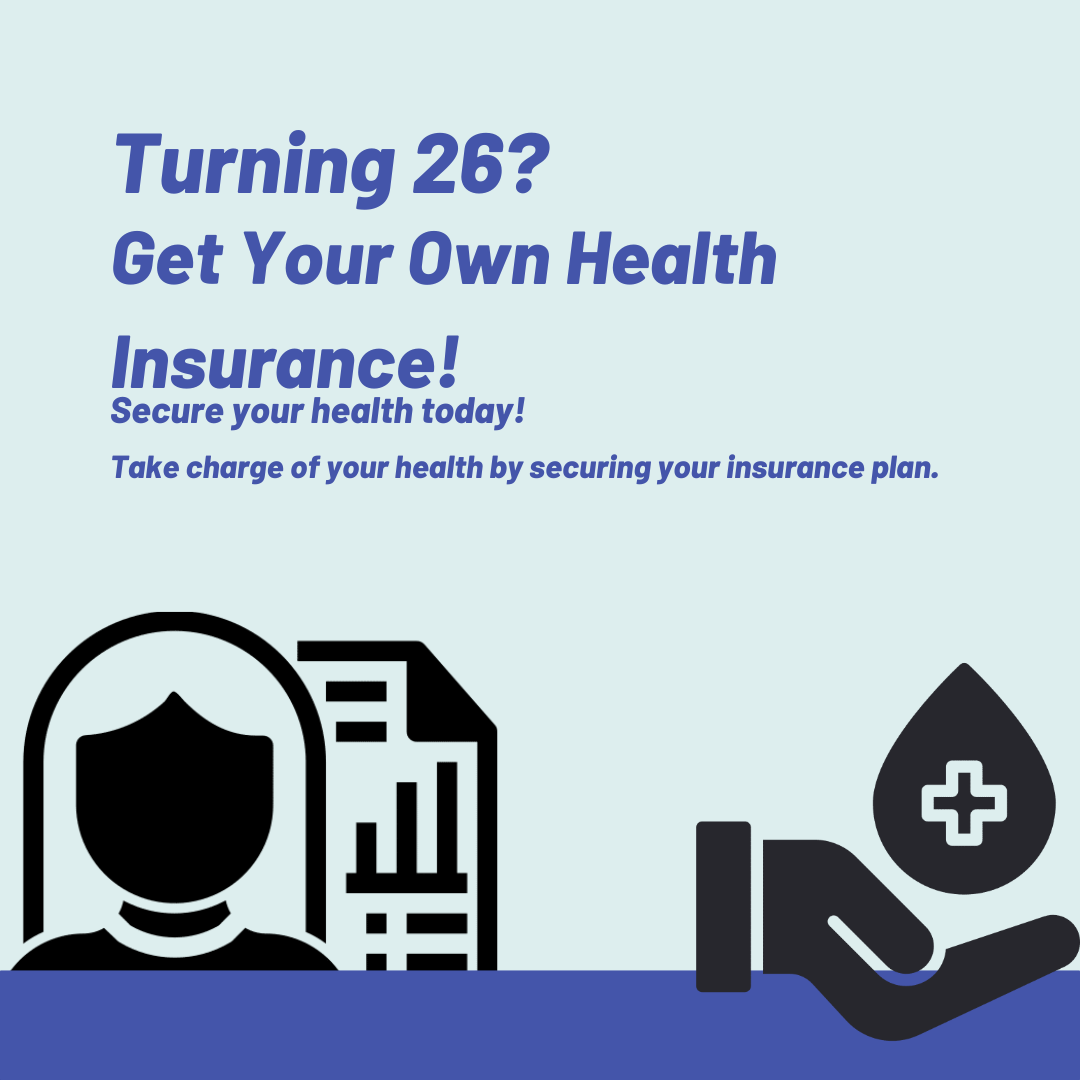 Turning 26?
Get Your Own Health
Insurance!
Secure your health today!
Take charge of your health by securing your insurance plan.